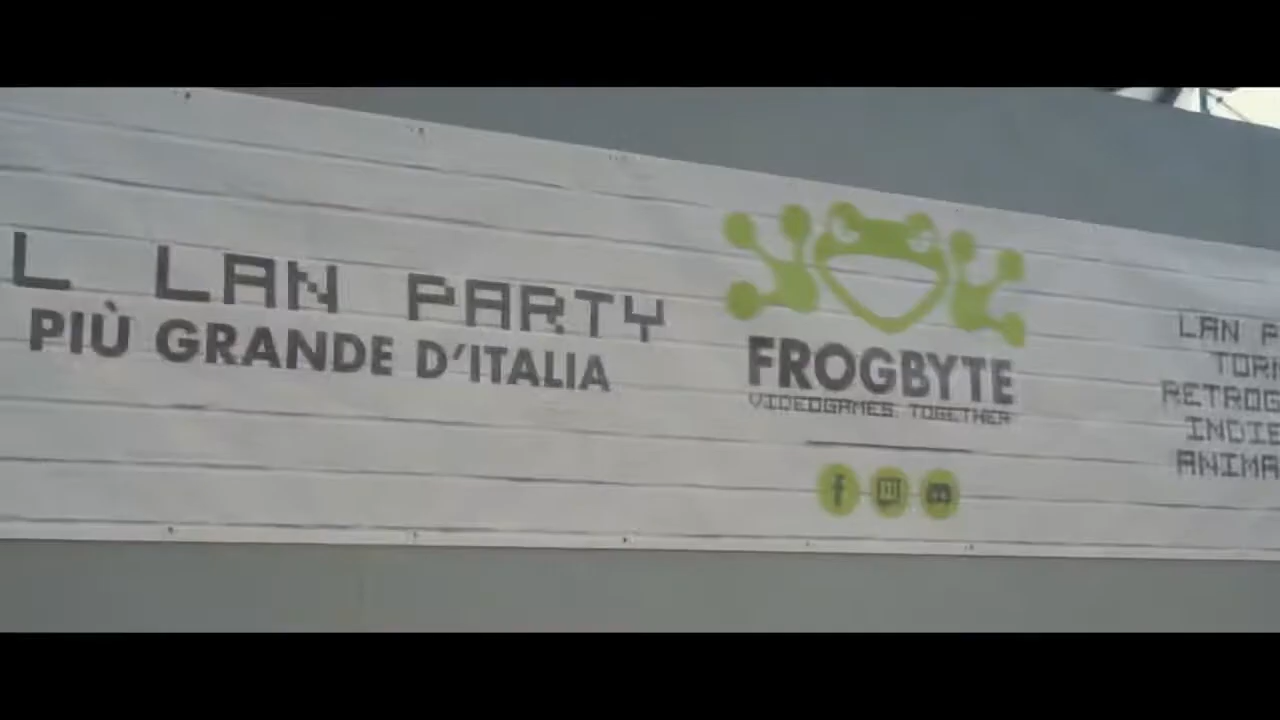 L LAN PARTY
PIÙ GRANDE D'ITALIA
FROGBYTE
VIDEOGAMES TOGETHER
LAN P
TORN
RETROG
INDIE
ANIMA